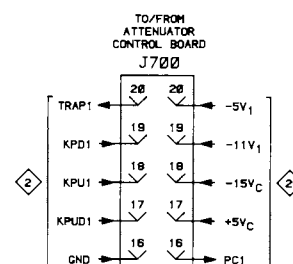 TO/FROM
ATTENUATOR
CONTROL BOARD
J700
TRAP1 20 20 -5V1
KPD1 19 19 -11V1
KPU1 18 18 -15VC
2 2
KPUD1 17 17 +5VC
GND 16 16 PC1